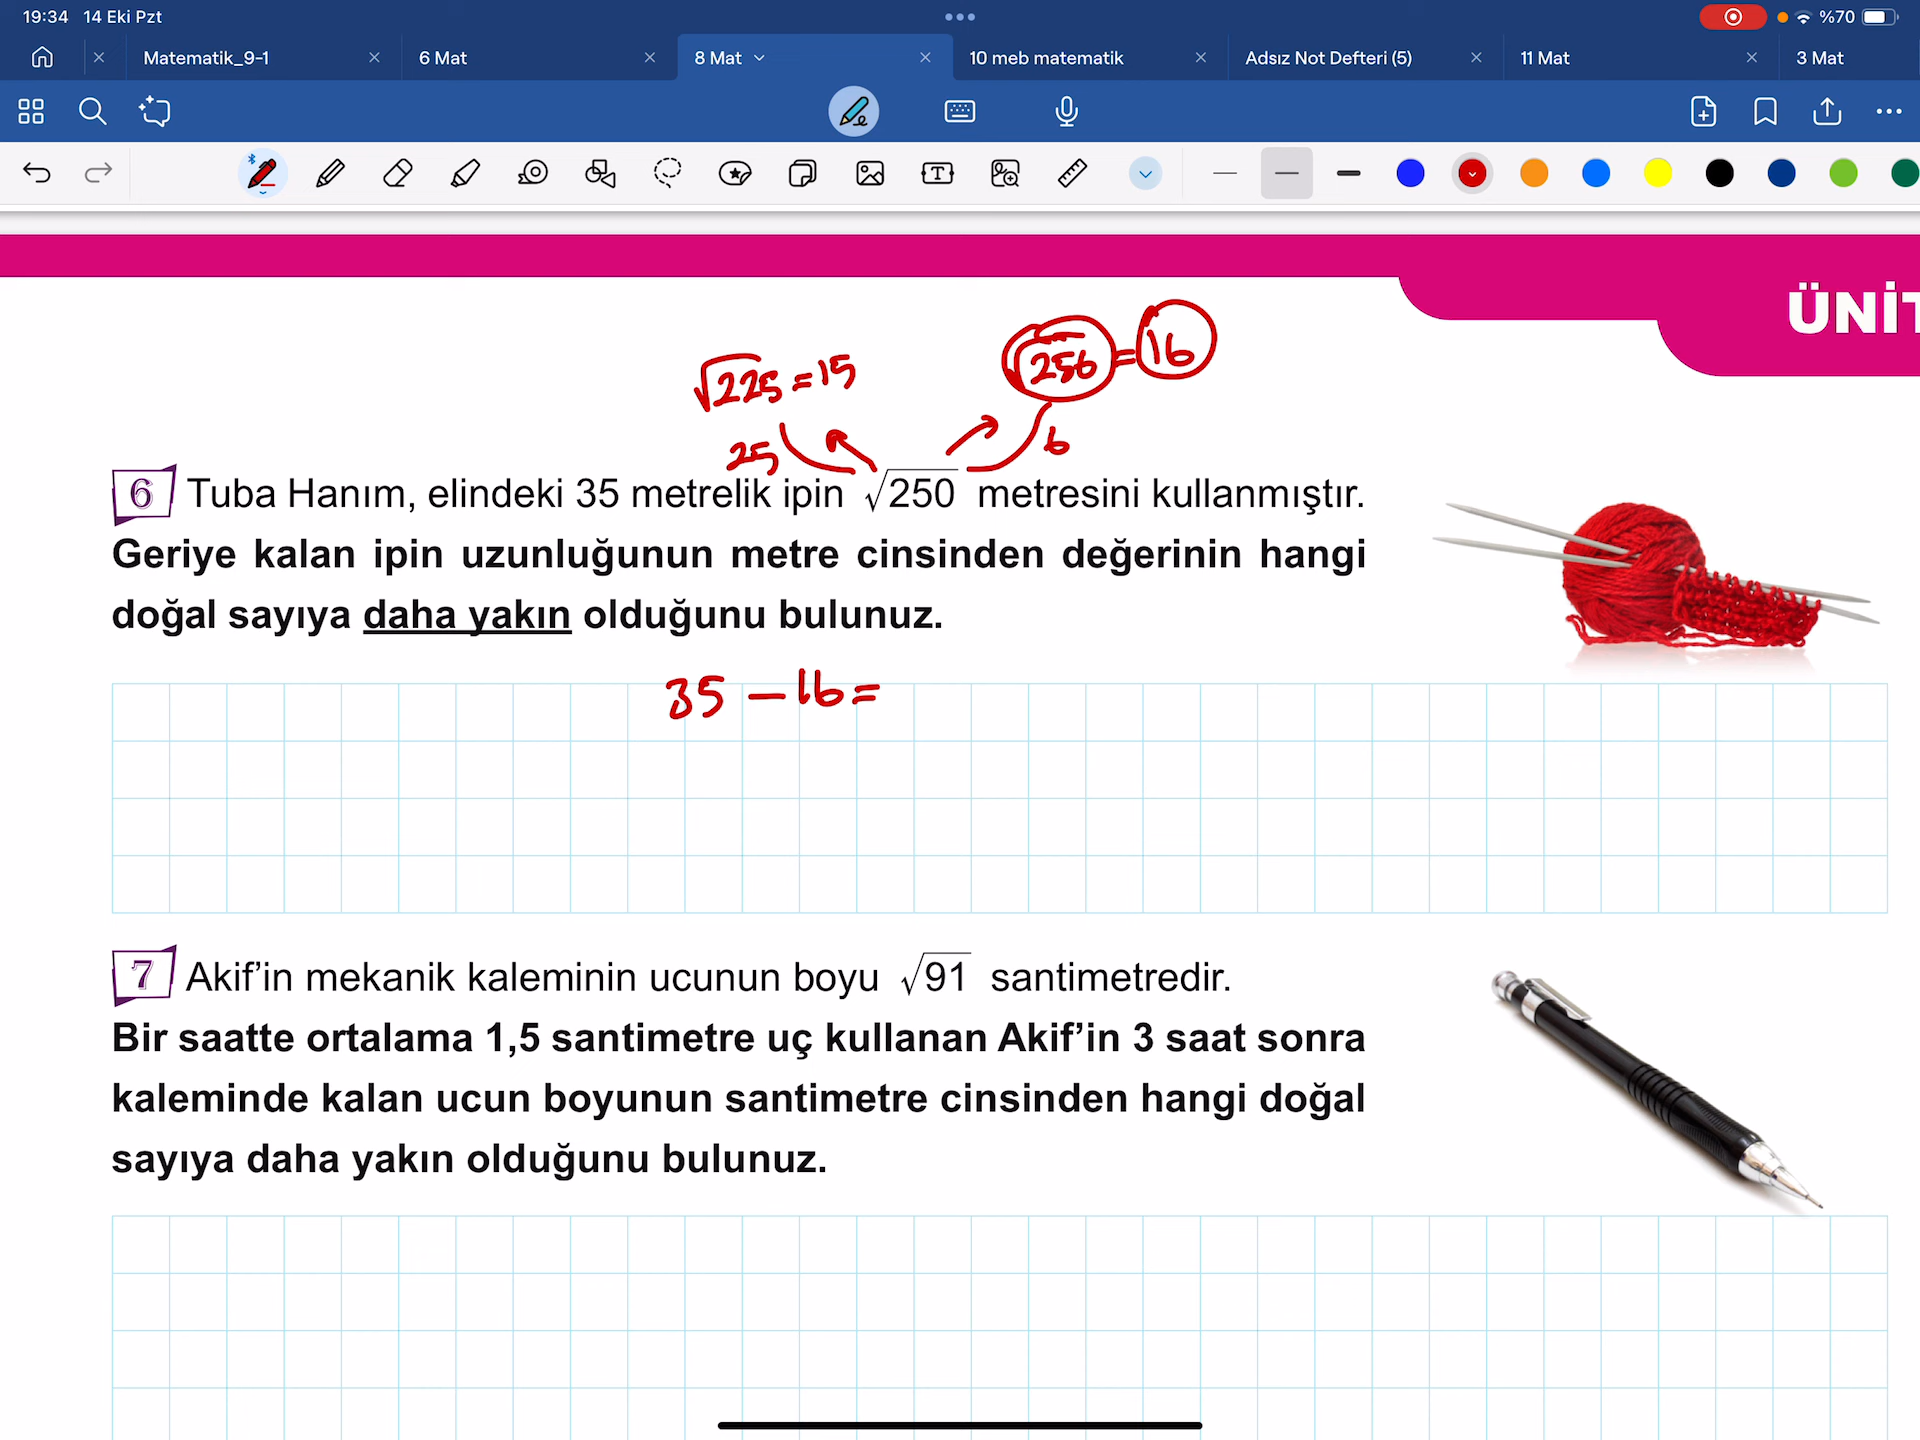 19:34 14 Eki Pzt
%70
Matematik_9-1
6 Mat
8 Mat
10 meb matematik
Adsız Not Defteri (5)
11 Mat
3 Mat
ÜNİT
√225 = 15
√256 = 16
25
6
6 Tuba Hanım, elindeki 35 metrelik ipin √250 metresini kullanmıştır.
Geriye kalan ipin uzunluğunun metre cinsinden değerinin hangi
doğal sayıya daha yakın olduğunu bulunuz.
35 - 16 =
7 Akif'in mekanik kaleminin ucunun boyu √91 santimetredir.
Bir saatte ortalama 1,5 santimetre uç kullanan Akif'in 3 saat sonra
kaleminde kalan ucun boyunun santimetre cinsinden hangi doğal
sayıya daha yakın olduğunu bulunuz.